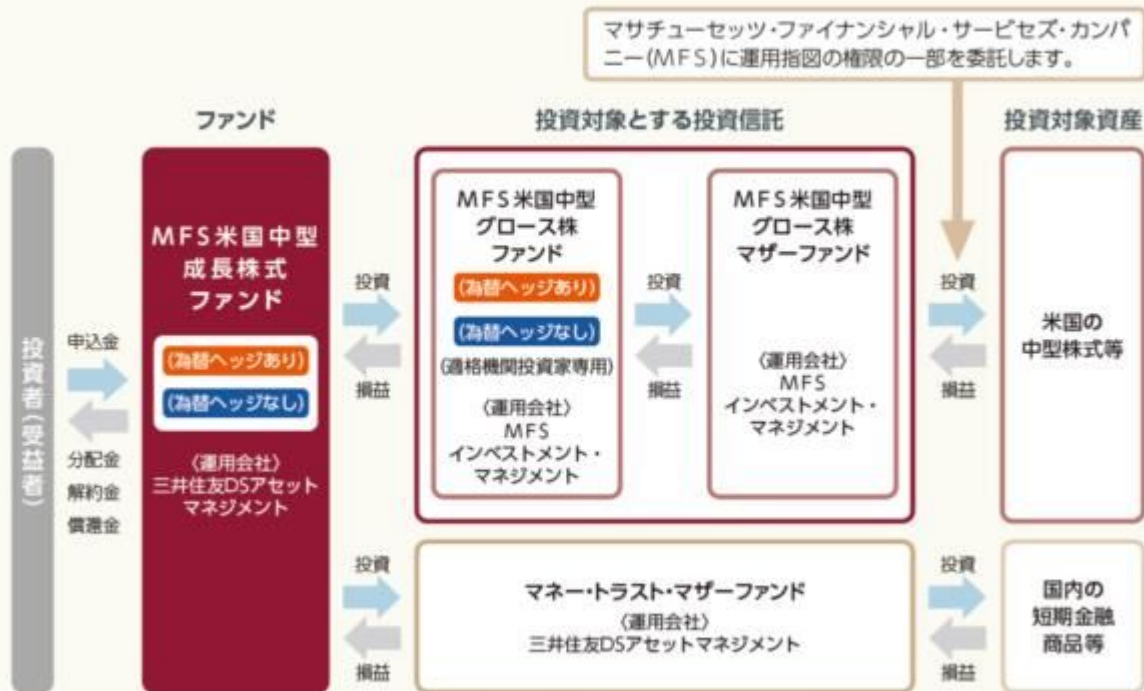 マサチューセッツ・ファイナンシャル・サービセズ・カンパ
ニー(MFS)に運用指図の権限の一部を委託します。
ファンド
投資対象とする投資信託
投資対象資産
投資者(受益者)
申込金
分配金
解約金
償還金
MFS米国中型
成長株式
ファンド
(為替ヘッジあり)
(為替ヘッジなし)
〈運用会社〉
三井住友DSアセット
マネジメント
投資
損益
MFS米国中型
グロース株
ファンド
(為替ヘッジあり)
(為替ヘッジなし)
(適格機関投資家専用)
〈運用会社〉
MFS
インベストメント・
マネジメント
投資
損益
MFS米国中型
グロース株
マザーファンド
〈運用会社〉
MFS
インベストメント・
マネジメント
投資
損益
米国の
中型株式等
投資
損益
マネー・トラスト・マザーファンド
〈運用会社〉
三井住友DSアセットマネジメント
投資
損益
国内の
短期金融
商品等